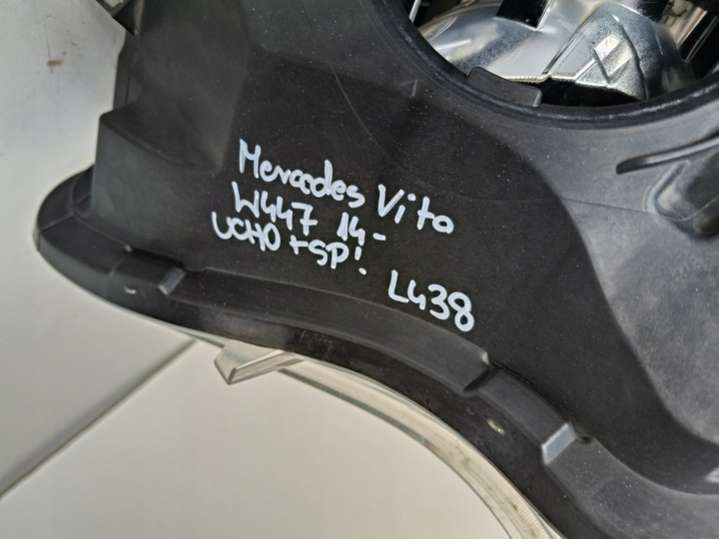 Mercedes Vito
W447 14-
UCHO +SP!
L438